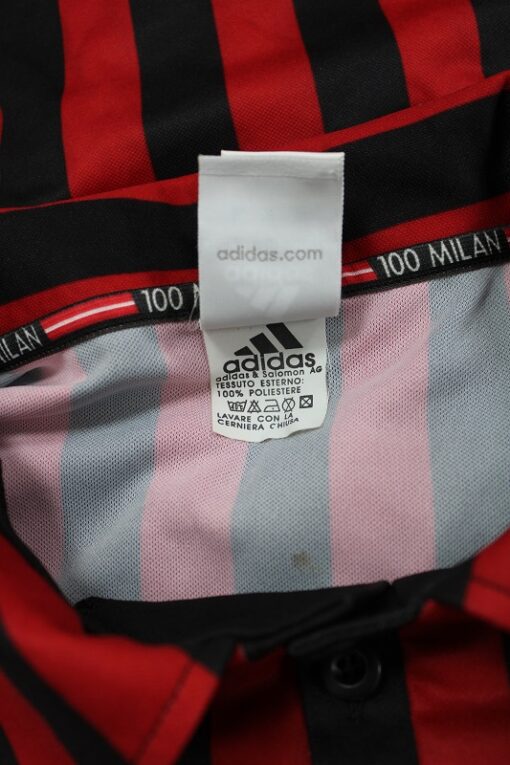 adidas.com
100 MILAN
100
MILAN
adidas
adidas & Salomon AG
TESSUTO ESTERNO:
100% POLIESTERE
LAVARE CON LA
CERNIERA CHIUSA